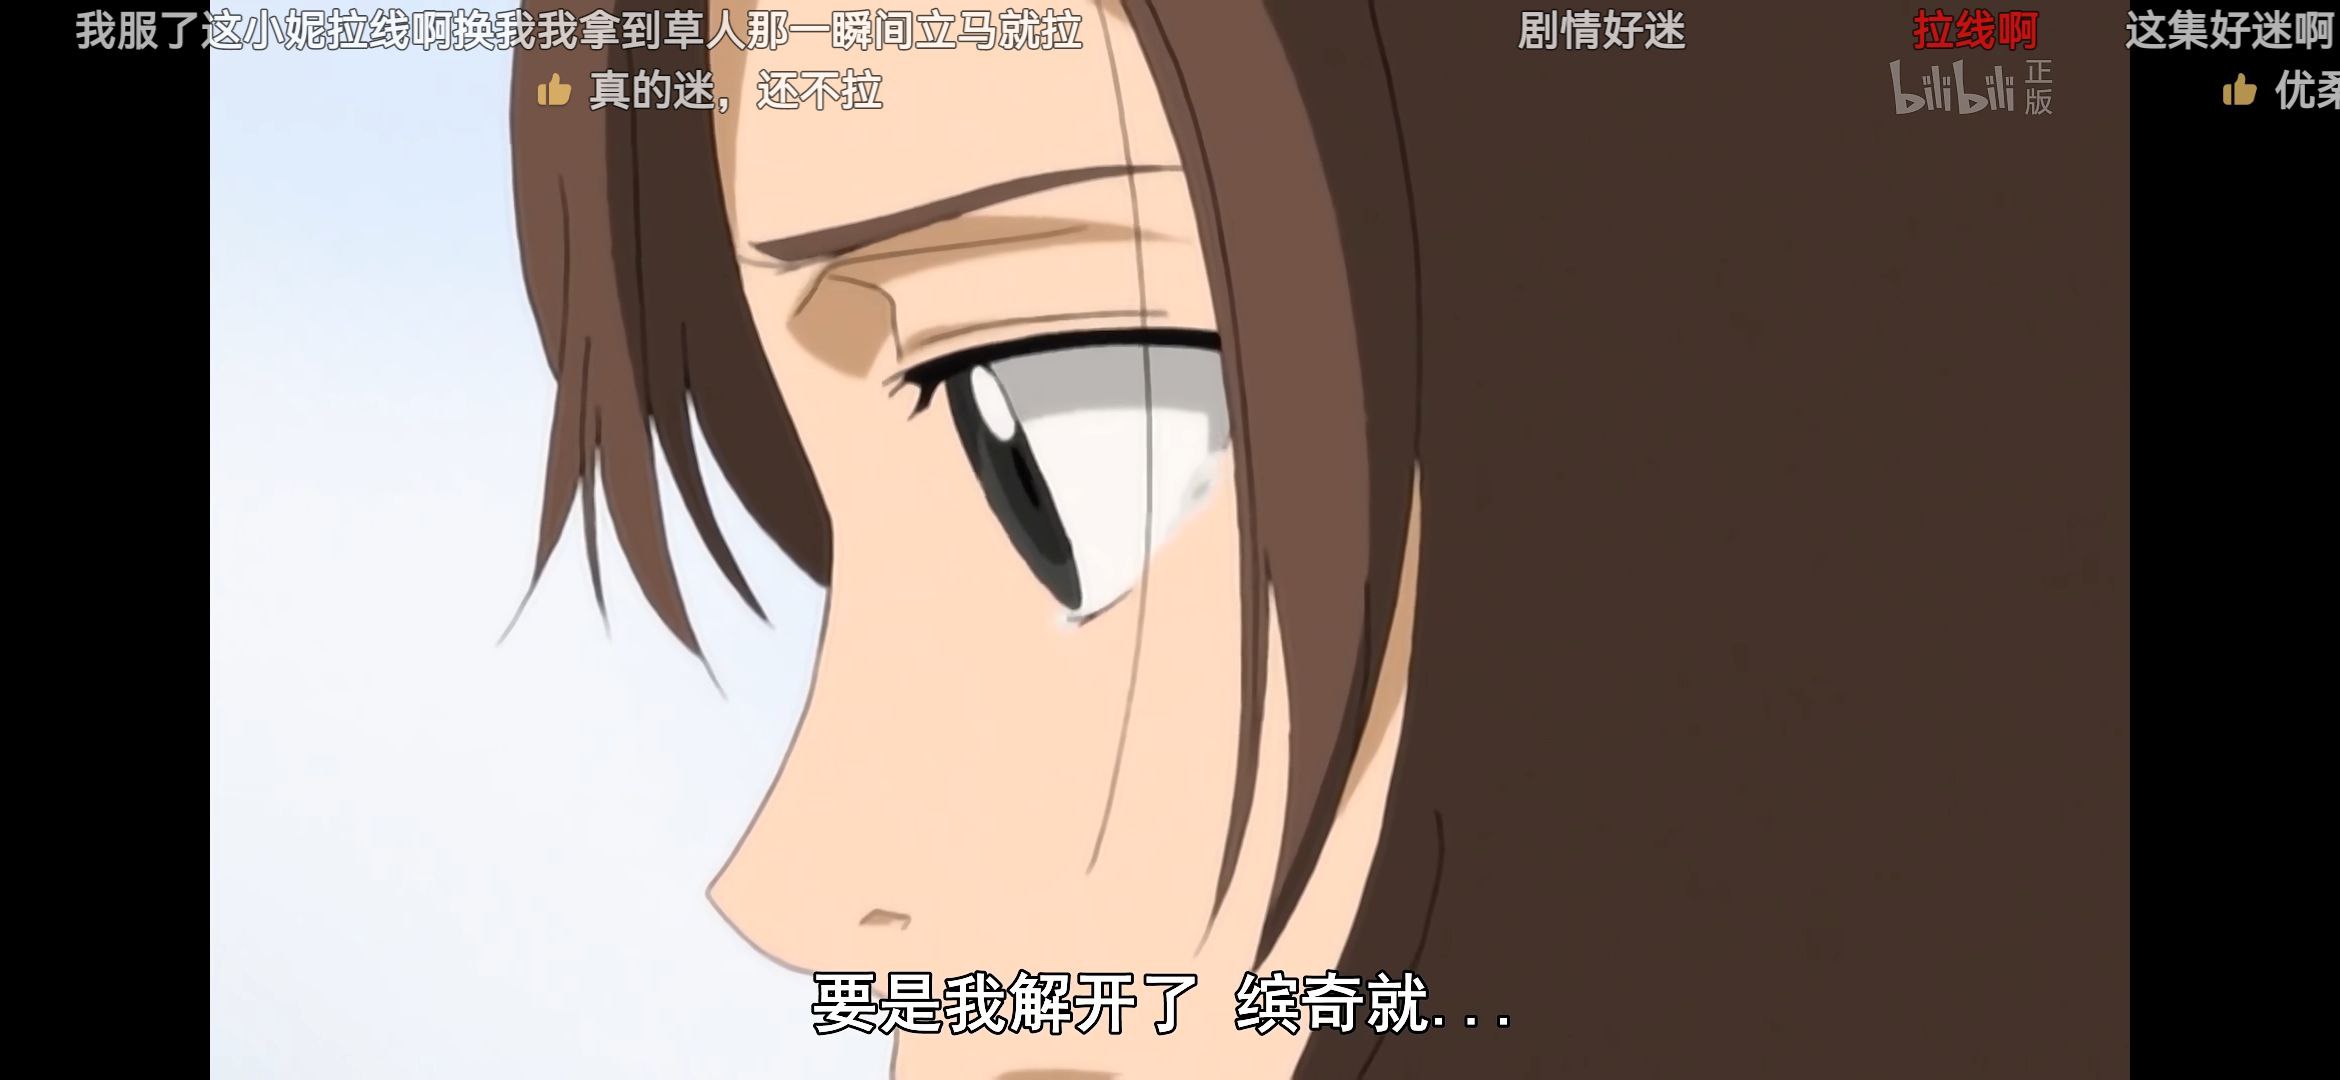 我服了这小妮拉线啊换我我拿到草人那一瞬间立马就拉
剧情好迷
拉线啊
这集好迷啊
真的迷，还不拉
bilibili 正版
优柔
要是我解开了 缤奇就...